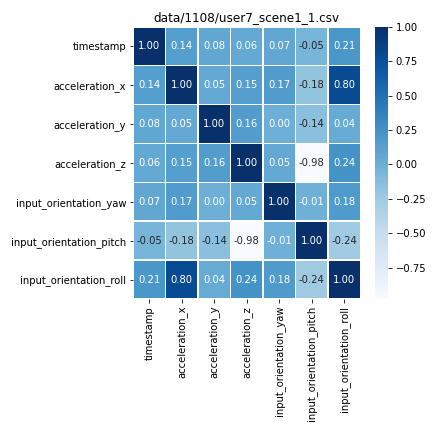 data/1108/user7_scene1_1.csv
timestamp 1.00 0.14 0.08 0.06 0.07 -0.05 0.21
acceleration_x 0.14 1.00 0.05 0.15 0.17 -0.18 0.80
acceleration_y 0.08 0.05 1.00 0.16 0.00 -0.14 0.04
acceleration_z 0.06 0.15 0.16 1.00 0.05 -0.98 0.24
input_orientation_yaw 0.07 0.17 0.00 0.05 1.00 -0.01 0.18
input_orientation_pitch -0.05 -0.18 -0.14 -0.98 -0.01 1.00 -0.24
input_orientation_roll 0.21 0.80 0.04 0.24 0.18 -0.24 1.00
timestamp
acceleration_x
acceleration_y
acceleration_z
input_orientation_yaw
input_orientation_pitch
input_orientation_roll
1.00
0.75
0.50
0.25
0.00
−0.25
−0.50
−0.75